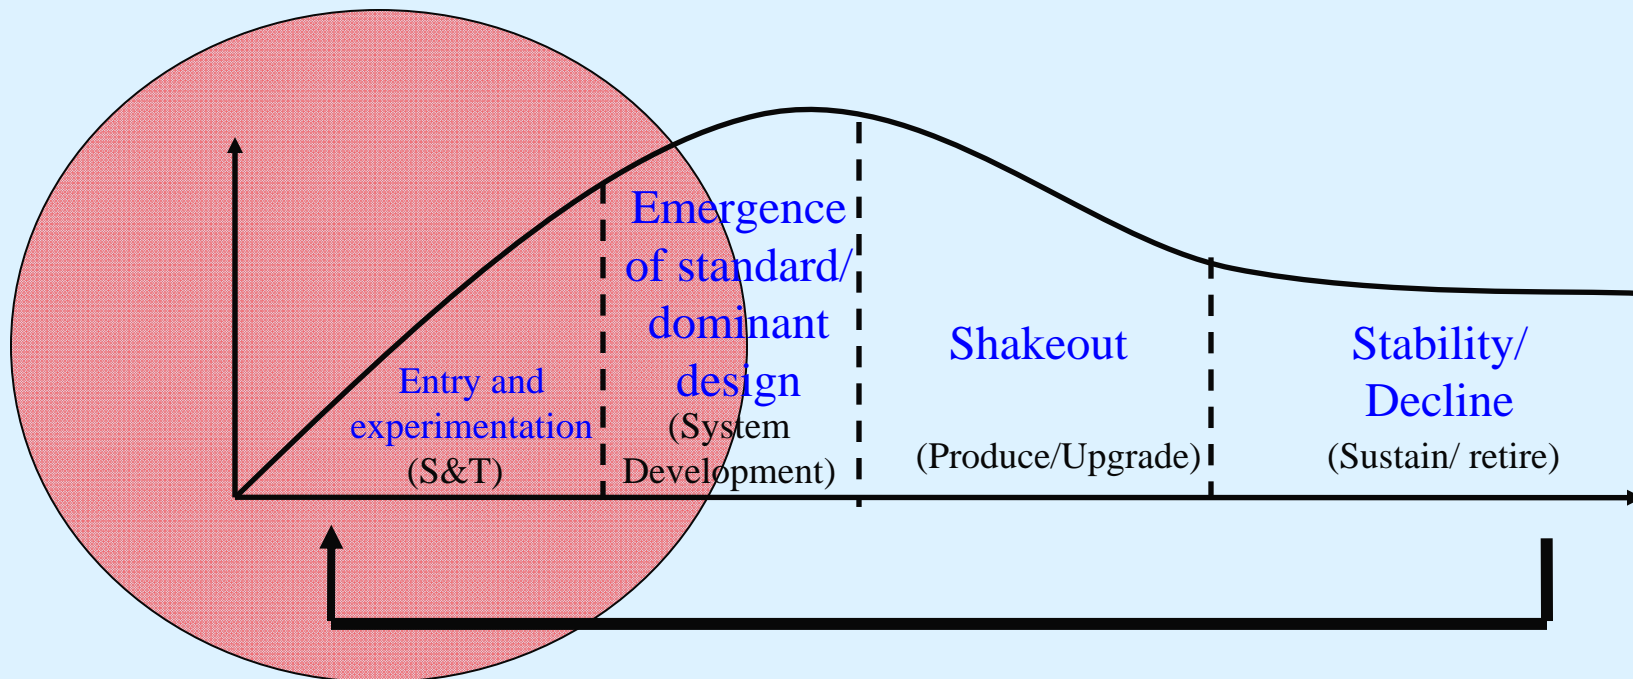 Entry and
experimentation
(S&T)
Emergence
of standard/
dominant
design
(System
Development)
Shakeout
(Produce/Upgrade)
Stability/
Decline
(Sustain/ retire)